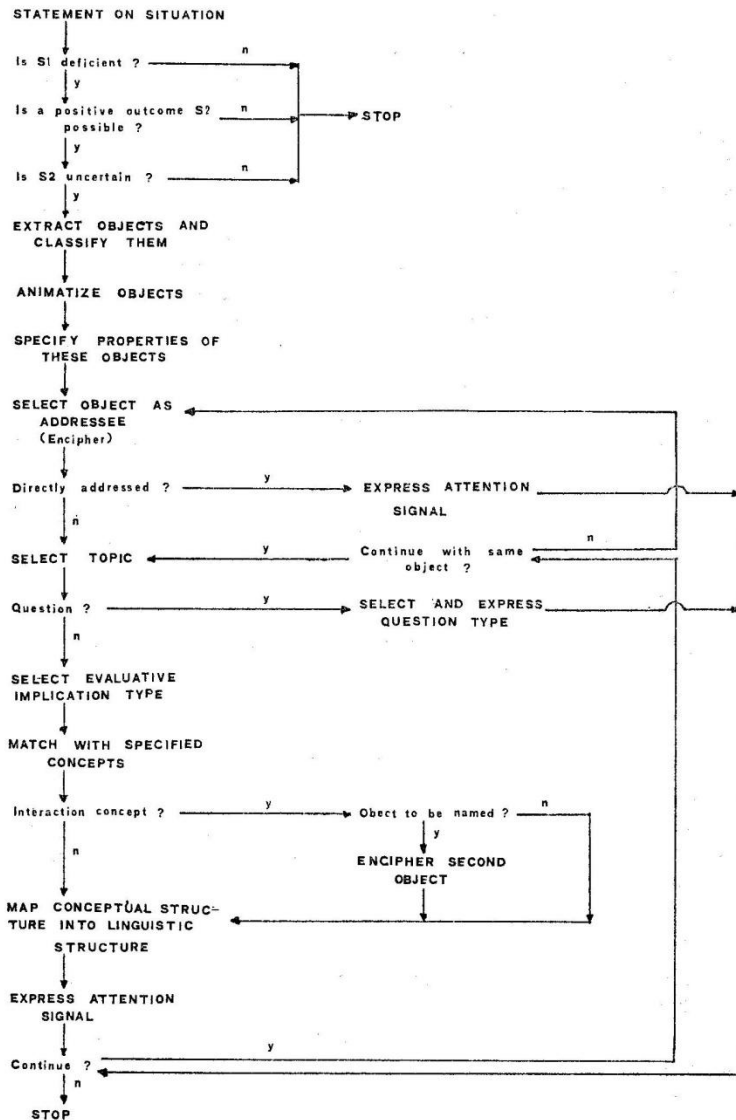 STATEMENT ON SITUATION
n
Is S1 deficient ?
y
Is a positive outcome S2 n
possible ?
STOP
y
n
Is S2 uncertain ?
y
EXTRACT OBJECTS AND
CLASSIFY THEM
ANIMATIZE OBJECTS
SPECIFY PROPERTIES OF
THESE OBJECTS
SELECT OBJECT AS
ADDRESSEE
(Encipher)
y
Directly addressed ? EXPRESS ATTENTION
SIGNAL
n
y Continue with same n
SELECT TOPIC object ?
y
Question ? SELECT AND EXPRESS
QUESTION TYPE
n
SELECT EVALUATIVE
IMPLICATION TYPE
MATCH WITH SPECIFIED
CONCEPTS
Interaction concept ? y Obect to be named ? n
y
n
ENCIPHER SECOND
OBJECT
MAP CONCEPTUAL STRUC-
TURE INTO LINGUISTIC
STRUCTURE
EXPRESS ATTENTION
SIGNAL
y
Continue ?
n
STOP